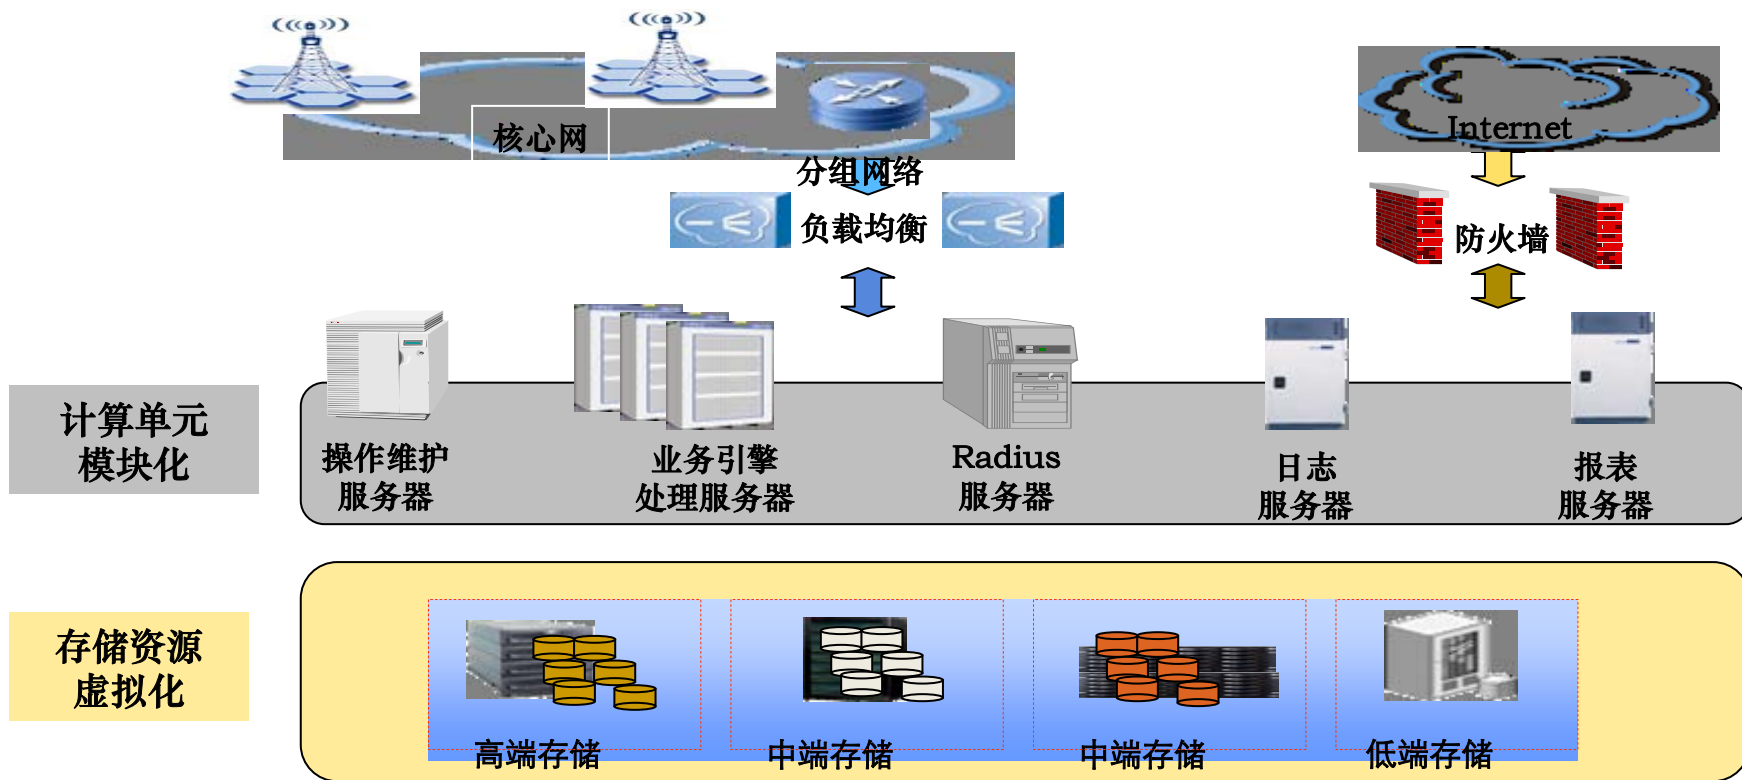 核心网
Internet
分组网络
负载均衡
防火墙
计算单元
模块化
操作维护
服务器
业务引擎
处理服务器
Radius
服务器
日志
服务器
报表
服务器
存储资源
虚拟化
高端存储
中端存储
中端存储
低端存储